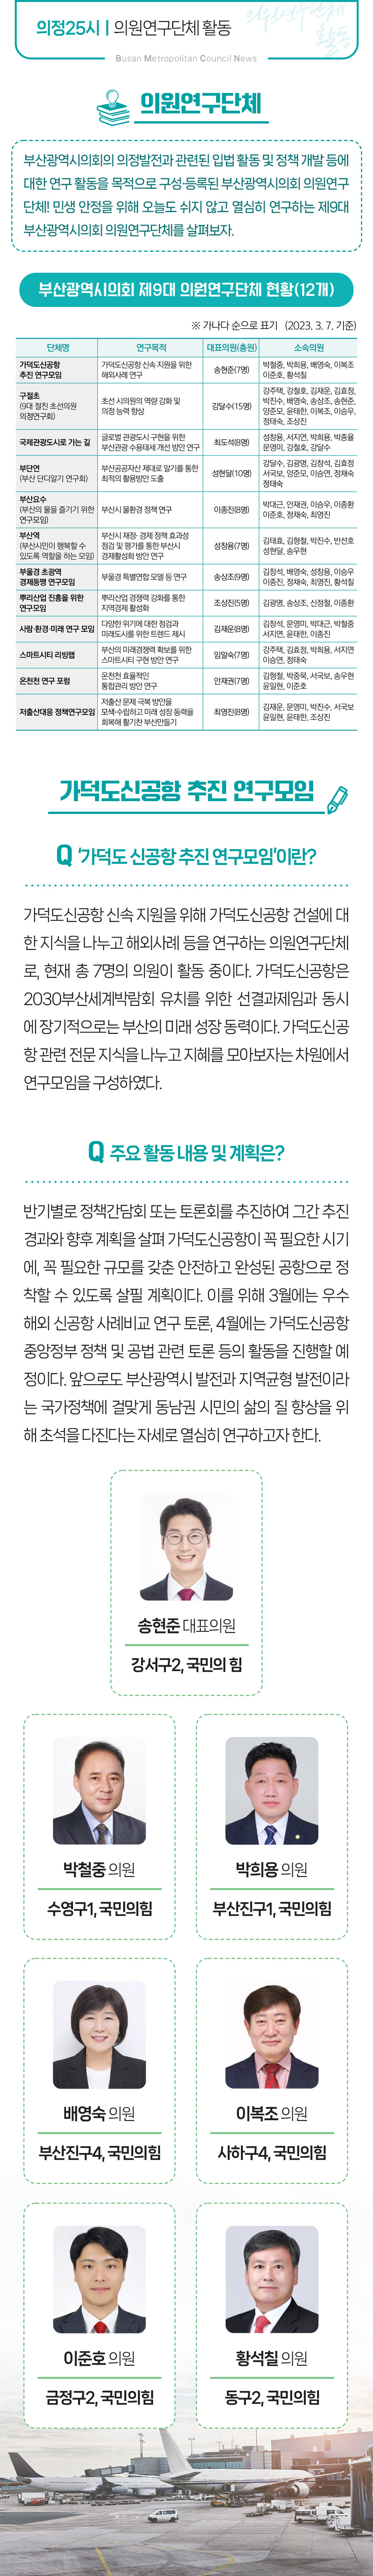 의정25시 | 의원연구단체 활동
의원연구단체
활동
Busan Metropolitan Council News
의원연구단체
부산광역시의회의 의정발전과 관련된 입법 활동 및 정책 개발 등에
대한 연구 활동을 목적으로 구성·등록된 부산광역시의회 의원연구
단체! 민생 안정을 위해 오늘도 쉬지 않고 열심히 연구하는 제9대
부산광역시의회 의원연구단체를 살펴보자.
부산광역시의회 제9대 의원연구단체 현황(12개)
※ 가나다 순으로 표기 (2023. 3. 7. 기준)
단체명 연구목적 대표의원(총원) 소속의원
가덕도신공항 추진 연구모임
가덕도신공항 신속 지원을 위한 해외사례 연구
송현준(7명)
박철중, 박희용, 배영숙, 이복조
이준호, 황석칠
구절초
(9대 절친 초선의원
의정연구회)
초선 시의원의 역량 강화 및
의정 능력 향상
강달수(15명)
강주택, 강철호, 김재운, 김효정,
박진수, 배영숙, 송상조, 송현준,
양준모, 윤태한, 이복조, 이승우,
정태숙, 조상진
국제관광도시로 가는 길
글로벌 관광도시 구현을 위한
부산관광 수용태세 개선 방안 연구
최도석(8명)
성창용, 서지연, 박희용, 박종율
문영미, 강철호, 강달수
부단연
(부산 단디알기 연구회)
부산공공자산 제대로 알기를 통한
최적의 활용방안 도출
성현달(10명)
강달수, 김광명, 김창석, 김효정
서국보, 양준모, 이승연, 정채숙
정태숙
부산요수
(부산의 물을 즐기기 위한
연구모임)
부산시 물환경 정책 연구
이종진(8명)
박대근, 안재권, 이승우, 이종환
이준호, 정채숙, 최영진
부산역
(부산시민이 행복할 수
있도록 역할을 하는 모임)
부산시 재정·경제 정책 효과성
점검 및 평가를 통한 부산시
경제활성화 방안 연구
성창용(7명)
김태효, 김형철, 박진수, 반선호
성현달, 송우현
부울경 초광역
경제동맹 연구모임
부울경 특별연합 모델 등 연구
송상조(9명)
김창석, 배영숙, 성창용, 이승우
이종진, 정채숙, 최영진, 황석칠
뿌리산업 진흥을 위한
연구모임
뿌리산업 경쟁력 강화를 통한
지역경제 활성화
조상진(5명)
김광명, 송상조, 신정철, 이종환
사람·환경·미래 연구 모임
다양한 위기에 대한 점검과
미래도시를 위한 트렌드 제시
김재운(8명)
김창석, 문영미, 박대근, 박철중
서지연, 윤태한, 이종진
스마트시티 리빙랩
부산의 미래경쟁력 확보를 위한
스마트시티 구현 방안 연구
임말숙(7명)
강주택, 김효정, 박희용, 서지연
이승연, 정태숙
온천천 연구 포럼
온천천 효율적인
통합관리 방안 연구
안재권(7명)
김형철, 박중묵, 서국보, 송우현
윤일현, 이준호
저출산대응 정책연구모임
저출산 문제 극복 방안을
모색·수립하고 미래 성장 동력을
회복해 활기찬 부산만들기
최영진(8명)
김재운, 문영미, 박진수, 서국보
윤일현, 윤태한, 조상진
가덕도신공항 추진 연구모임
Q '가덕도 신공항 추진 연구모임'이란?
가덕도신공항 신속 지원을 위해 가덕도신공항 건설에 대
한 지식을 나누고 해외사례 등을 연구하는 의원연구단체
로, 현재 총 7명의 의원이 활동 중이다. 가덕도신공항은
2030부산세계박람회 유치를 위한 선결과제임과 동시
에 장기적으로는 부산의 미래 성장 동력이다. 가덕도신공
항 관련 전문 지식을 나누고 지혜를 모아보자는 차원에서
연구모임을 구성하였다.
Q 주요 활동 내용 및 계획은?
반기별로 정책간담회 또는 토론회를 추진하여 그간 추진
경과와 향후 계획을 살펴 가덕도신공항이 꼭 필요한 시기
에, 꼭 필요한 규모를 갖춘 안전하고 완성된 공항으로 정
착할 수 있도록 살필 계획이다. 이를 위해 3월에는 우수
해외 신공항 사례비교 연구 토론, 4월에는 가덕도신공항
중앙정부 정책 및 공법 관련 토론 등의 활동을 진행할 예
정이다. 앞으로도 부산광역시 발전과 지역균형 발전이라
는 국가정책에 걸맞게 동남권 시민의 삶의 질 향상을 위
해 초석을 다진다는 자세로 열심히 연구하고자 한다.
송현준 대표의원
강서구2, 국민의 힘
박철중 의원
수영구1, 국민의힘
박희용 의원
부산진구1, 국민의힘
배영숙 의원
부산진구4, 국민의힘
이복조 의원
사하구4, 국민의힘
이준호 의원
금정구2, 국민의힘
황석칠 의원
동구2, 국민의힘